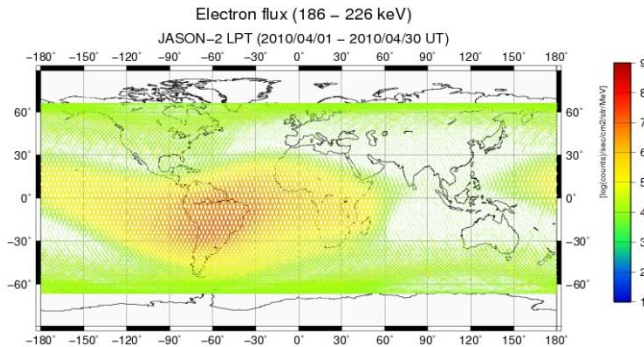 Electron flux (186 − 226 keV)
JASON−2 LPT (2010/04/01 − 2010/04/30 UT)
−180˚ −150˚ −120˚ −90˚ −60˚ −30˚ 0˚ 30˚ 60˚ 90˚ 120˚ 150˚ 180˚
60˚ 60˚
30˚ 30˚
0˚ 0˚
−30˚ −30˚
−60˚ −60˚
−180˚ −150˚ −120˚ −90˚ −60˚ −30˚ 0˚ 30˚ 60˚ 90˚ 120˚ 150˚ 180˚
9
8
7
6
5
4
3
2
1
[log(counts)/sec/cm2/str/MeV]